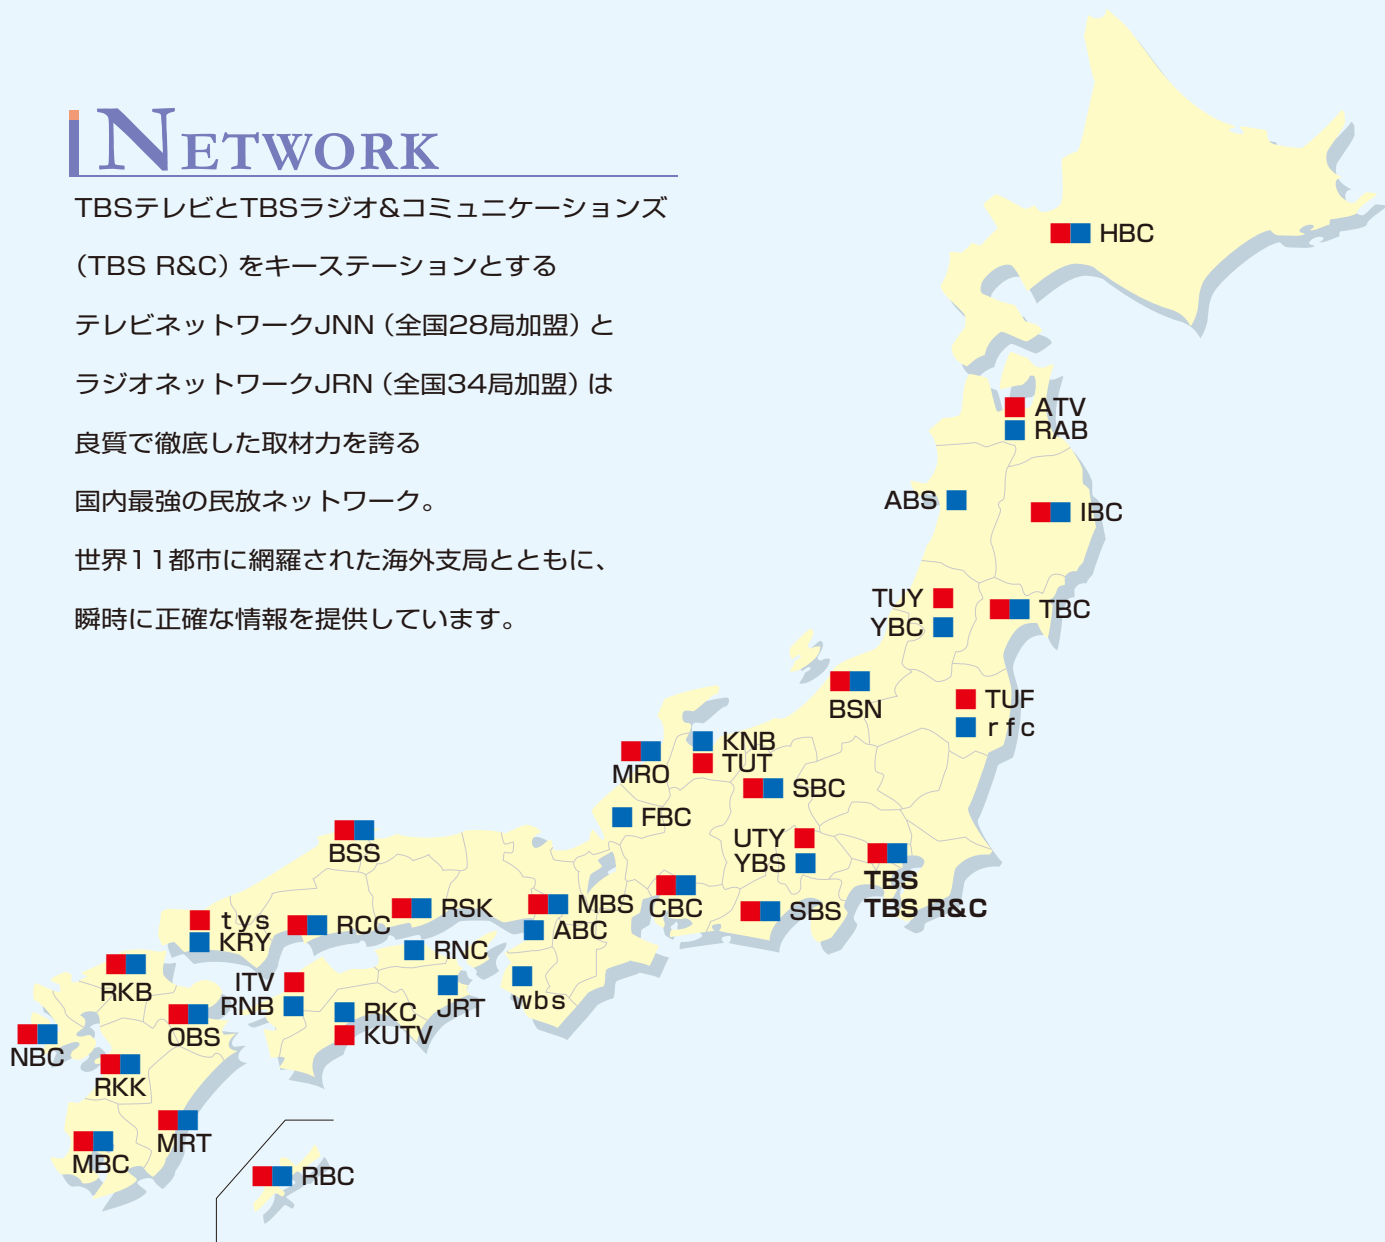 NETWORK
TBSテレビとTBSラジオ&コミュニケーションズ
（TBS R&C）をキーステーションとする
テレビネットワークJNN（全国28局加盟）と
ラジオネットワークJRN（全国34局加盟）は
良質で徹底した取材力を誇る
国内最強の民放ネットワーク。
世界11都市に網羅された海外支局とともに、
瞬時に正確な情報を提供しています。
HBC
ATV
RAB
ABS
IBC
TUY
YBC
TBC
BSN
TUF
rfc
KNB
TUT
MRO
SBC
FBC
UTY
YBS
TBS
TBS R&C
BSS
CBC
SBS
MBS
ABC
RSK
RCC
tys
KRY
RNC
wbs
JRT
ITV
RNB
RKC
KUTV
RKB
OBS
NBC
RKK
MRT
MBC
RBC